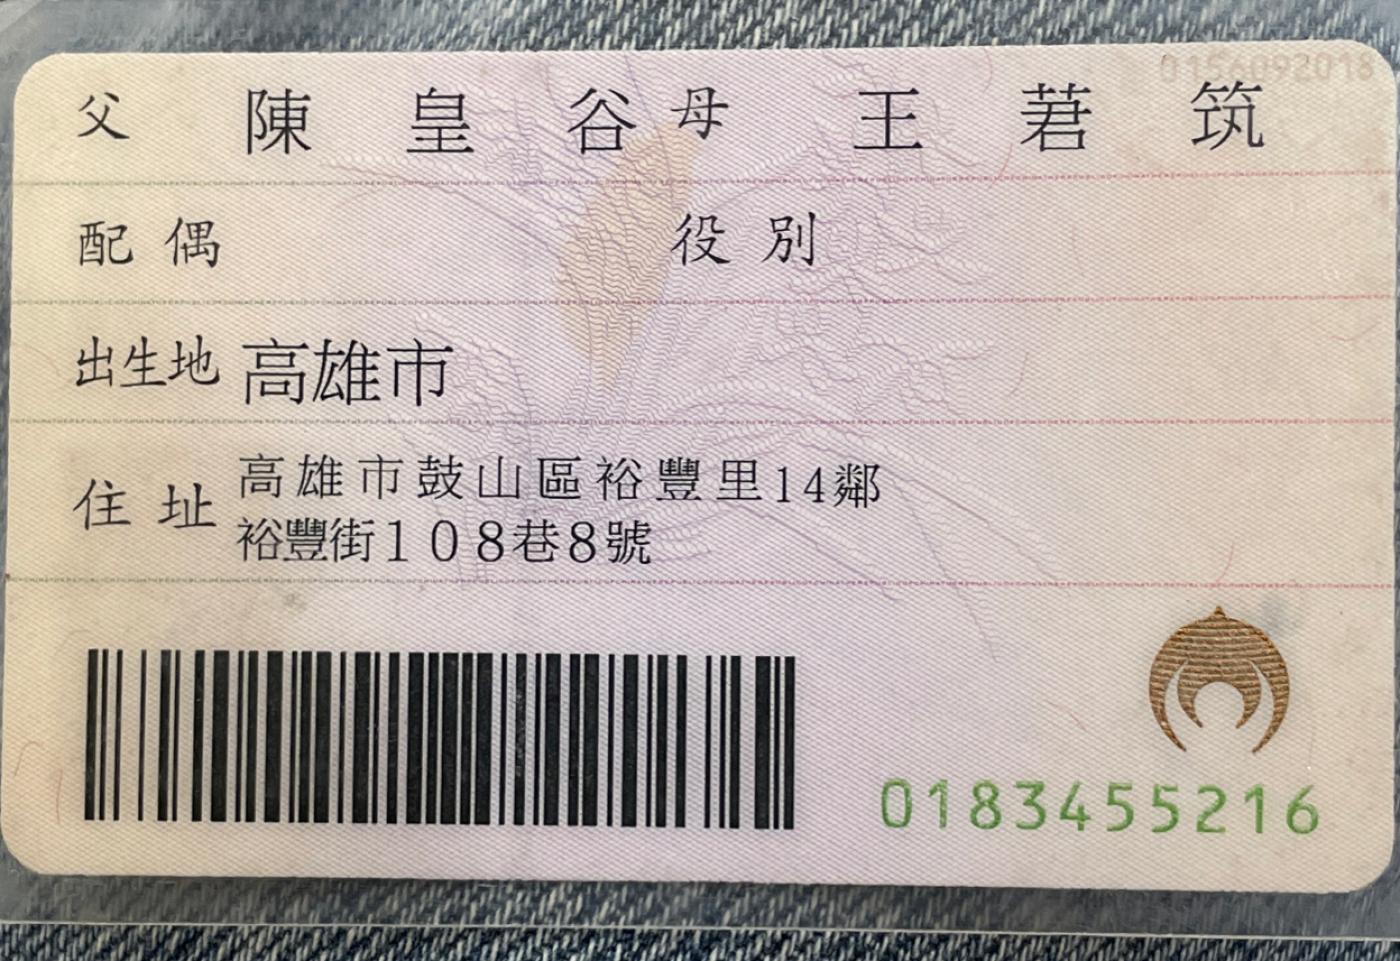 0156092018
父 陳皇谷 母 王莙筑
配偶 役別
出生地 高雄市
住址 高雄市鼓山區裕豐里14鄰
裕豐街108巷8號
0183455216